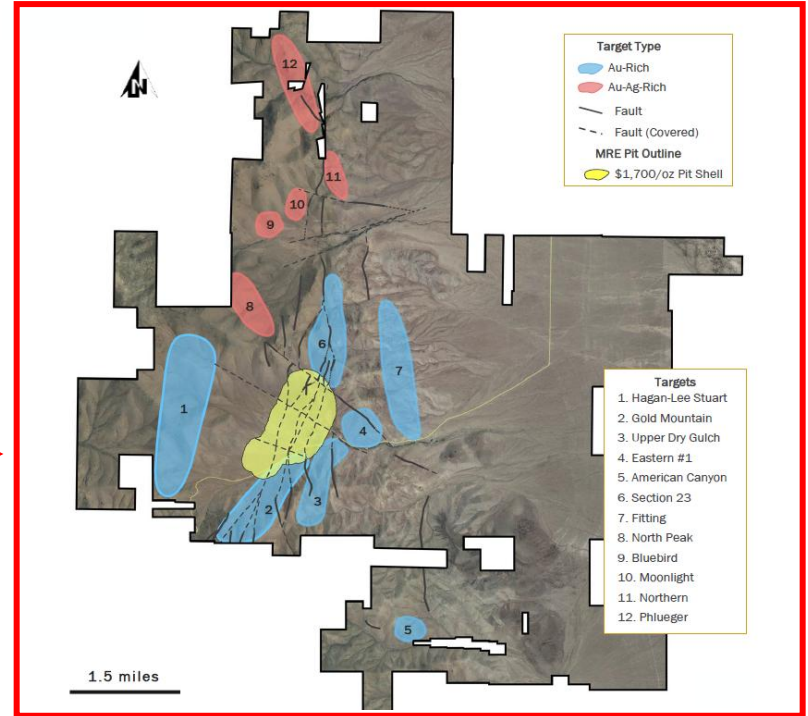 N
Target Type
Au-Rich
Au-Ag-Rich
Fault
Fault (Covered)
MRE Pit Outline
$1,700/oz Pit Shell
12
11
10
9
8
6
7
1
4
2
3
5
Targets
1. Hagan-Lee Stuart
2. Gold Mountain
3. Upper Dry Gulch
4. Eastern #1
5. American Canyon
6. Section 23
7. Fitting
8. North Peak
9. Bluebird
10. Moonlight
11. Northern
12. Phlueger
1.5 miles